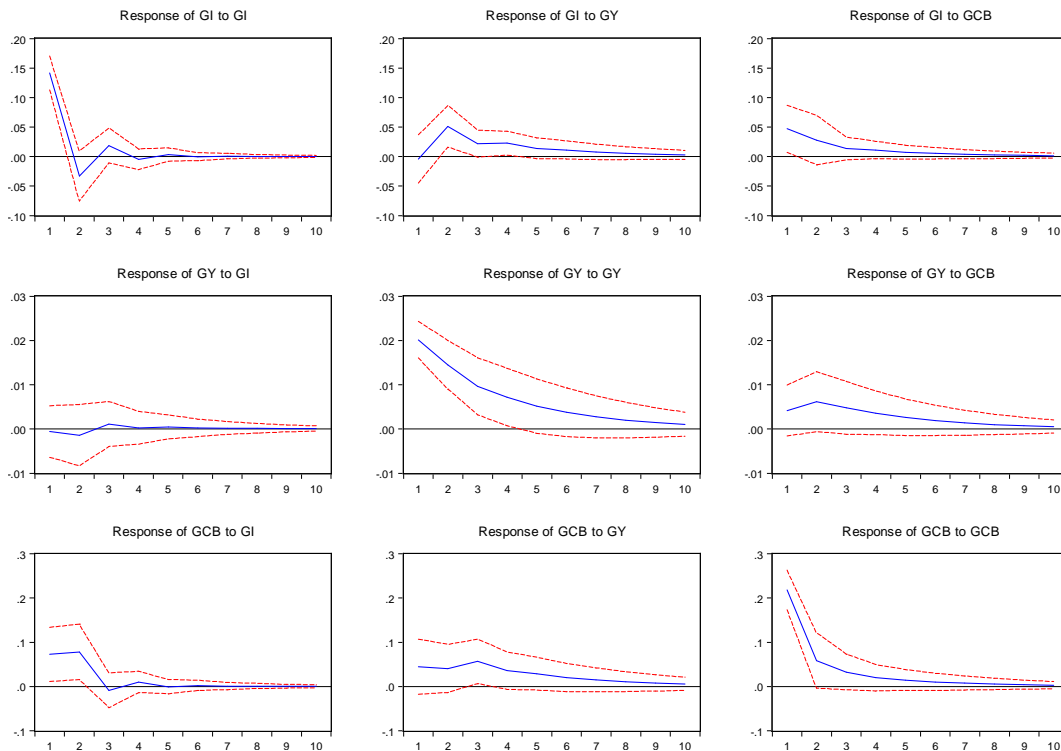 Response of GI to GI
Response of GI to GY
Response of GI to GCB
.20
.15
.10
.05
.00
-.05
-.10
1 2 3 4 5 6 7 8 9 10
.20
.15
.10
.05
.00
-.05
-.10
1 2 3 4 5 6 7 8 9 10
.20
.15
.10
.05
.00
-.05
-.10
1 2 3 4 5 6 7 8 9 10
Response of GY to GI
Response of GY to GY
Response of GY to GCB
.03
.02
.01
.00
-.01
1 2 3 4 5 6 7 8 9 10
.03
.02
.01
.00
-.01
1 2 3 4 5 6 7 8 9 10
.03
.02
.01
.00
-.01
1 2 3 4 5 6 7 8 9 10
Response of GCB to GI
Response of GCB to GY
Response of GCB to GCB
.3
.2
.1
.0
-.1
1 2 3 4 5 6 7 8 9 10
.3
.2
.1
.0
-.1
1 2 3 4 5 6 7 8 9 10
.3
.2
.1
.0
-.1
1 2 3 4 5 6 7 8 9 10